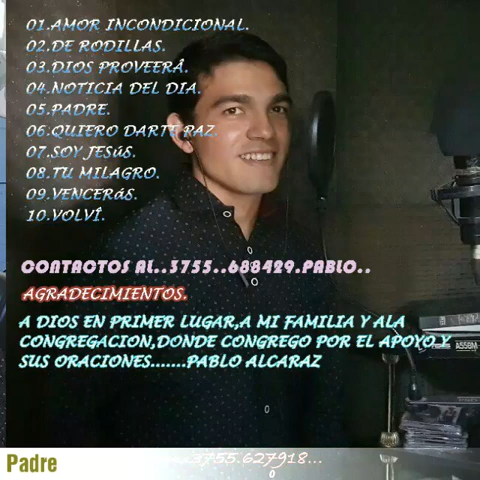 01.AMOR INCONDICIONAL.
02.DE RODILLAS.
03.DIOS PROVEERÁ.
04.NOTICIA DEL DIA.
05.PADRE.
06.QUIERO DARTE PAZ.
07.SOY JESúS.
08.TU MILAGRO.
09.VENCERáS.
10.VOLVÍ.
CONTACTOS AL..3755..688429.PABLO..
AGRADECIMIENTOS.
A DIOS EN PRIMER LUGAR,A MI FAMILIA Y ALA
CONGREGACION,DONDE CONGREGO POR EL APOYO Y
SUS ORACIONES.......PABLO ALCARAZ
Padre
...3755.627918...